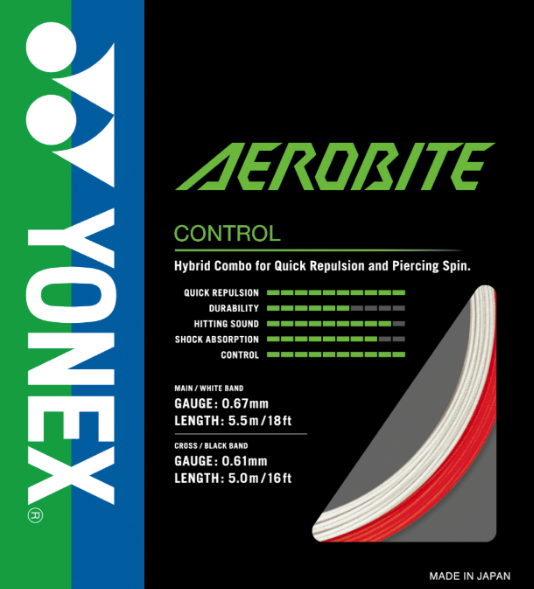 YONEX®
AEROBITE
CONTROL
Hybrid Combo for Quick Repulsion and Piercing Spin.
QUICK REPULSION
DURABILITY
HITTING SOUND
SHOCK ABSORPTION
CONTROL
MAIN / WHITE BAND
GAUGE: 0.67mm
LENGTH: 5.5m/18ft
CROSS / BLACK BAND
GAUGE: 0.61mm
LENGTH: 5.0m/16ft
MADE IN JAPAN